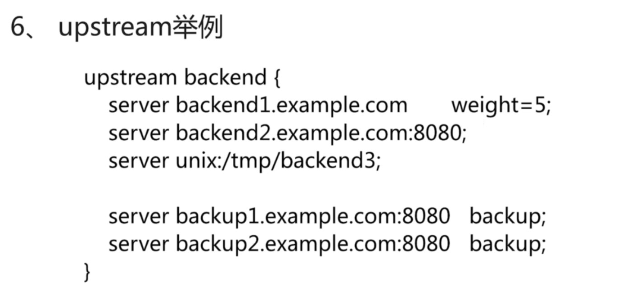 6、 upstream举例
upstream backend {
server backend1.example.com weight=5;
server backend2.example.com:8080;
server unix:/tmp/backend3;
server backup1.example.com:8080 backup;
server backup2.example.com:8080 backup;
}